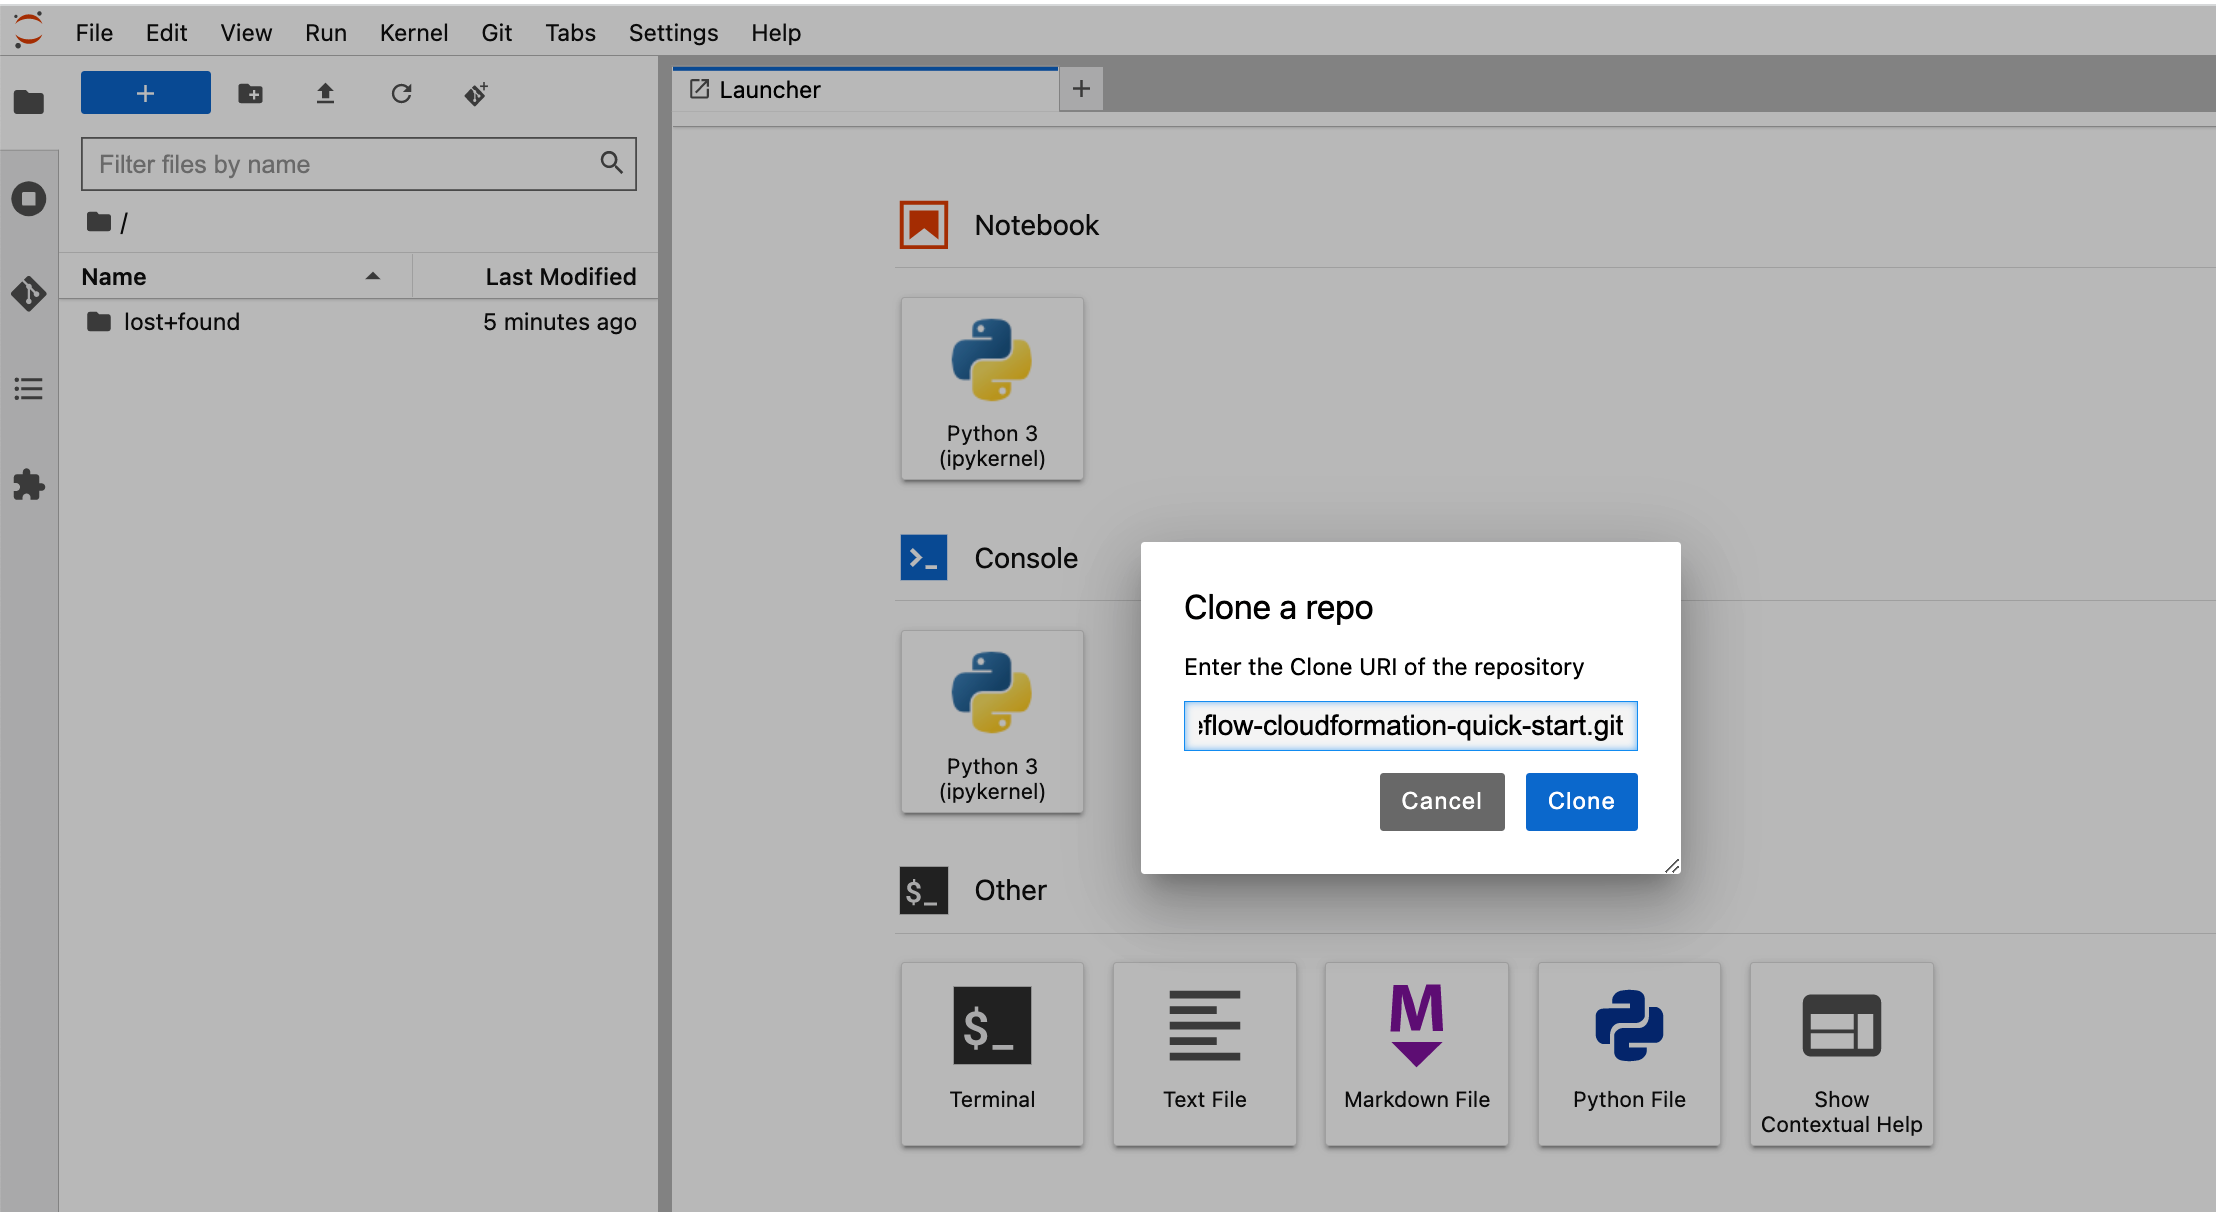 File Edit View Run Kernel Git Tabs Settings Help
+
Filter files by name
/
Name Last Modified
lost+found 5 minutes ago
Launcher
+
Notebook
Python 3
(ipykernel)
Console
Python 3
(ipykernel)
Clone a repo
Enter the Clone URI of the repository
eflow-cloudformation-quick-start.git
Cancel Clone
$_ Other
$_
Terminal
Text File
M
Markdown File
Python File
Show
Contextual Help